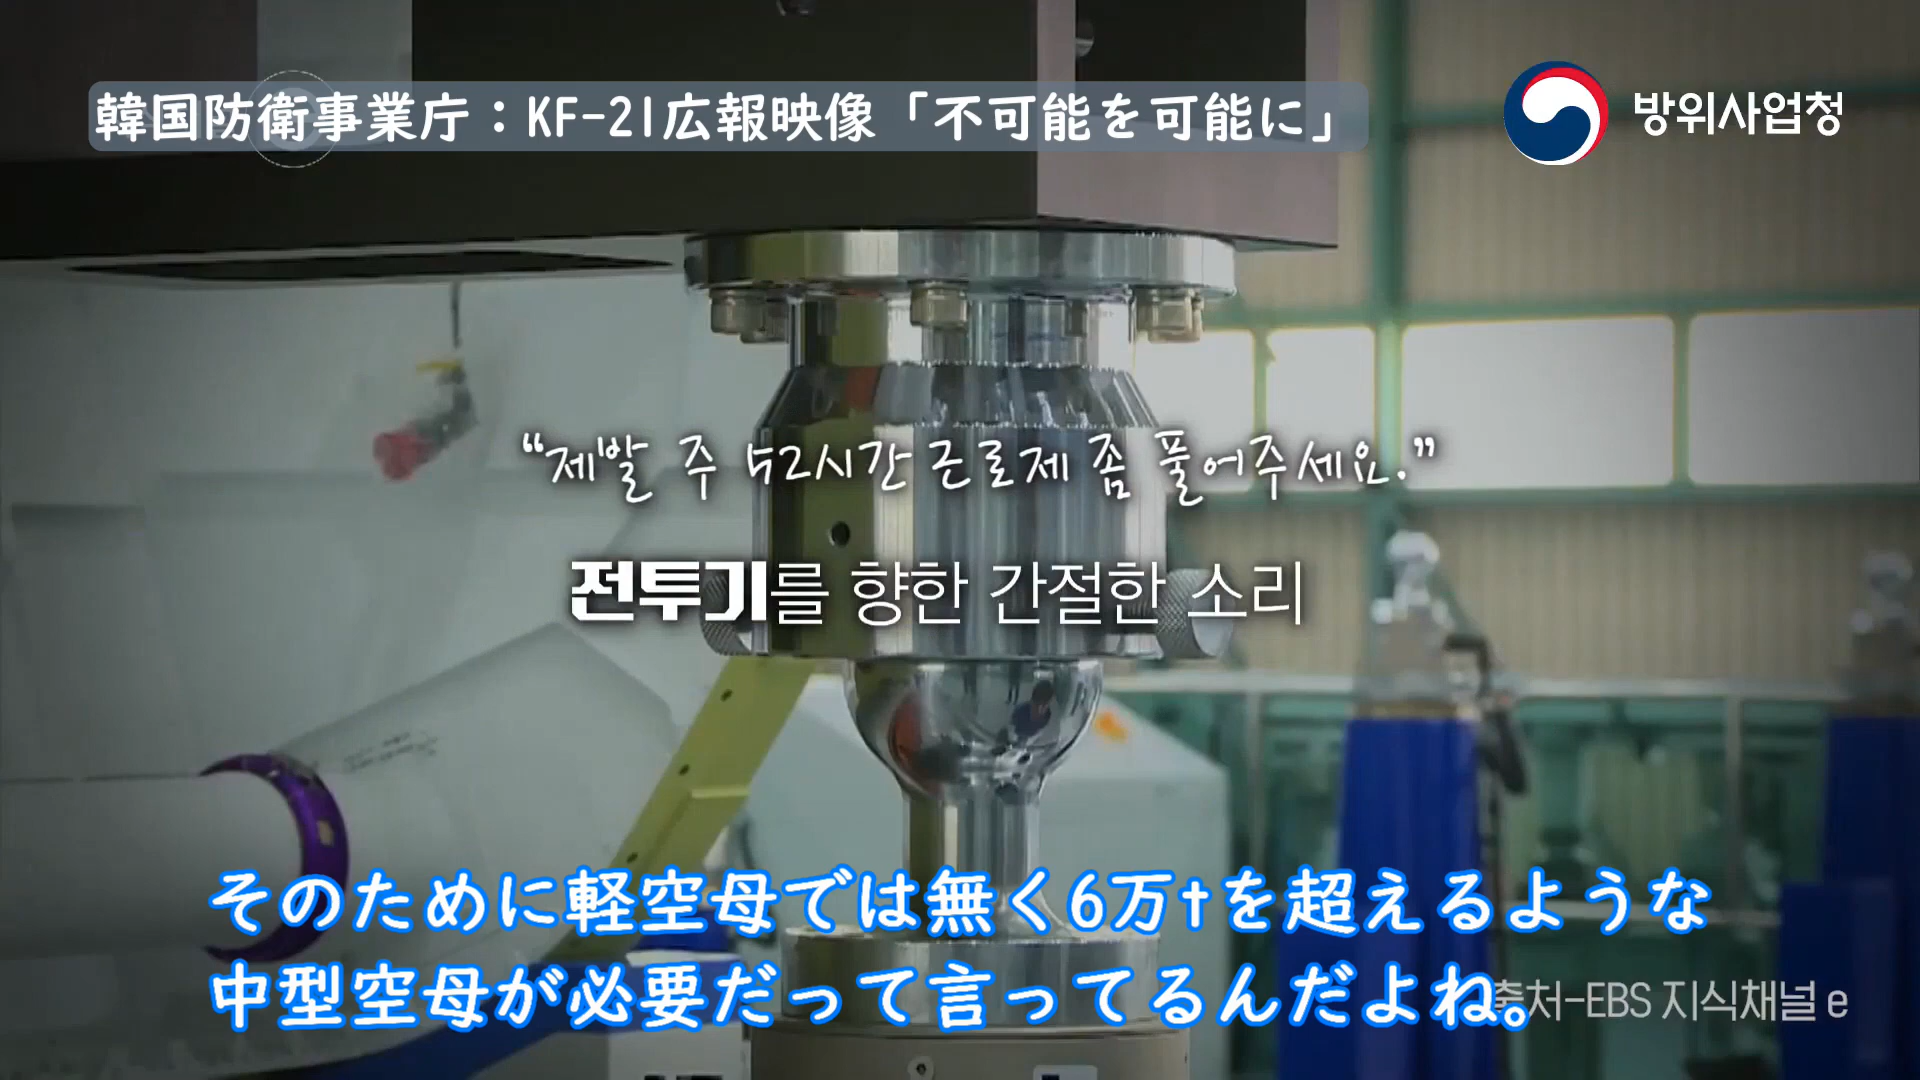 韓国防衛事業庁：KF-21広報映像「不可能を可能に」
방위사업청
“제발 주 52시간 근로제 좀 풀어주세요.”
전투기를 향한 간절한 소리
そのために軽空母では無く6万tを超えるような
中型空母が必要だって言ってるんだよね。
출처-EBS 지식채널 e